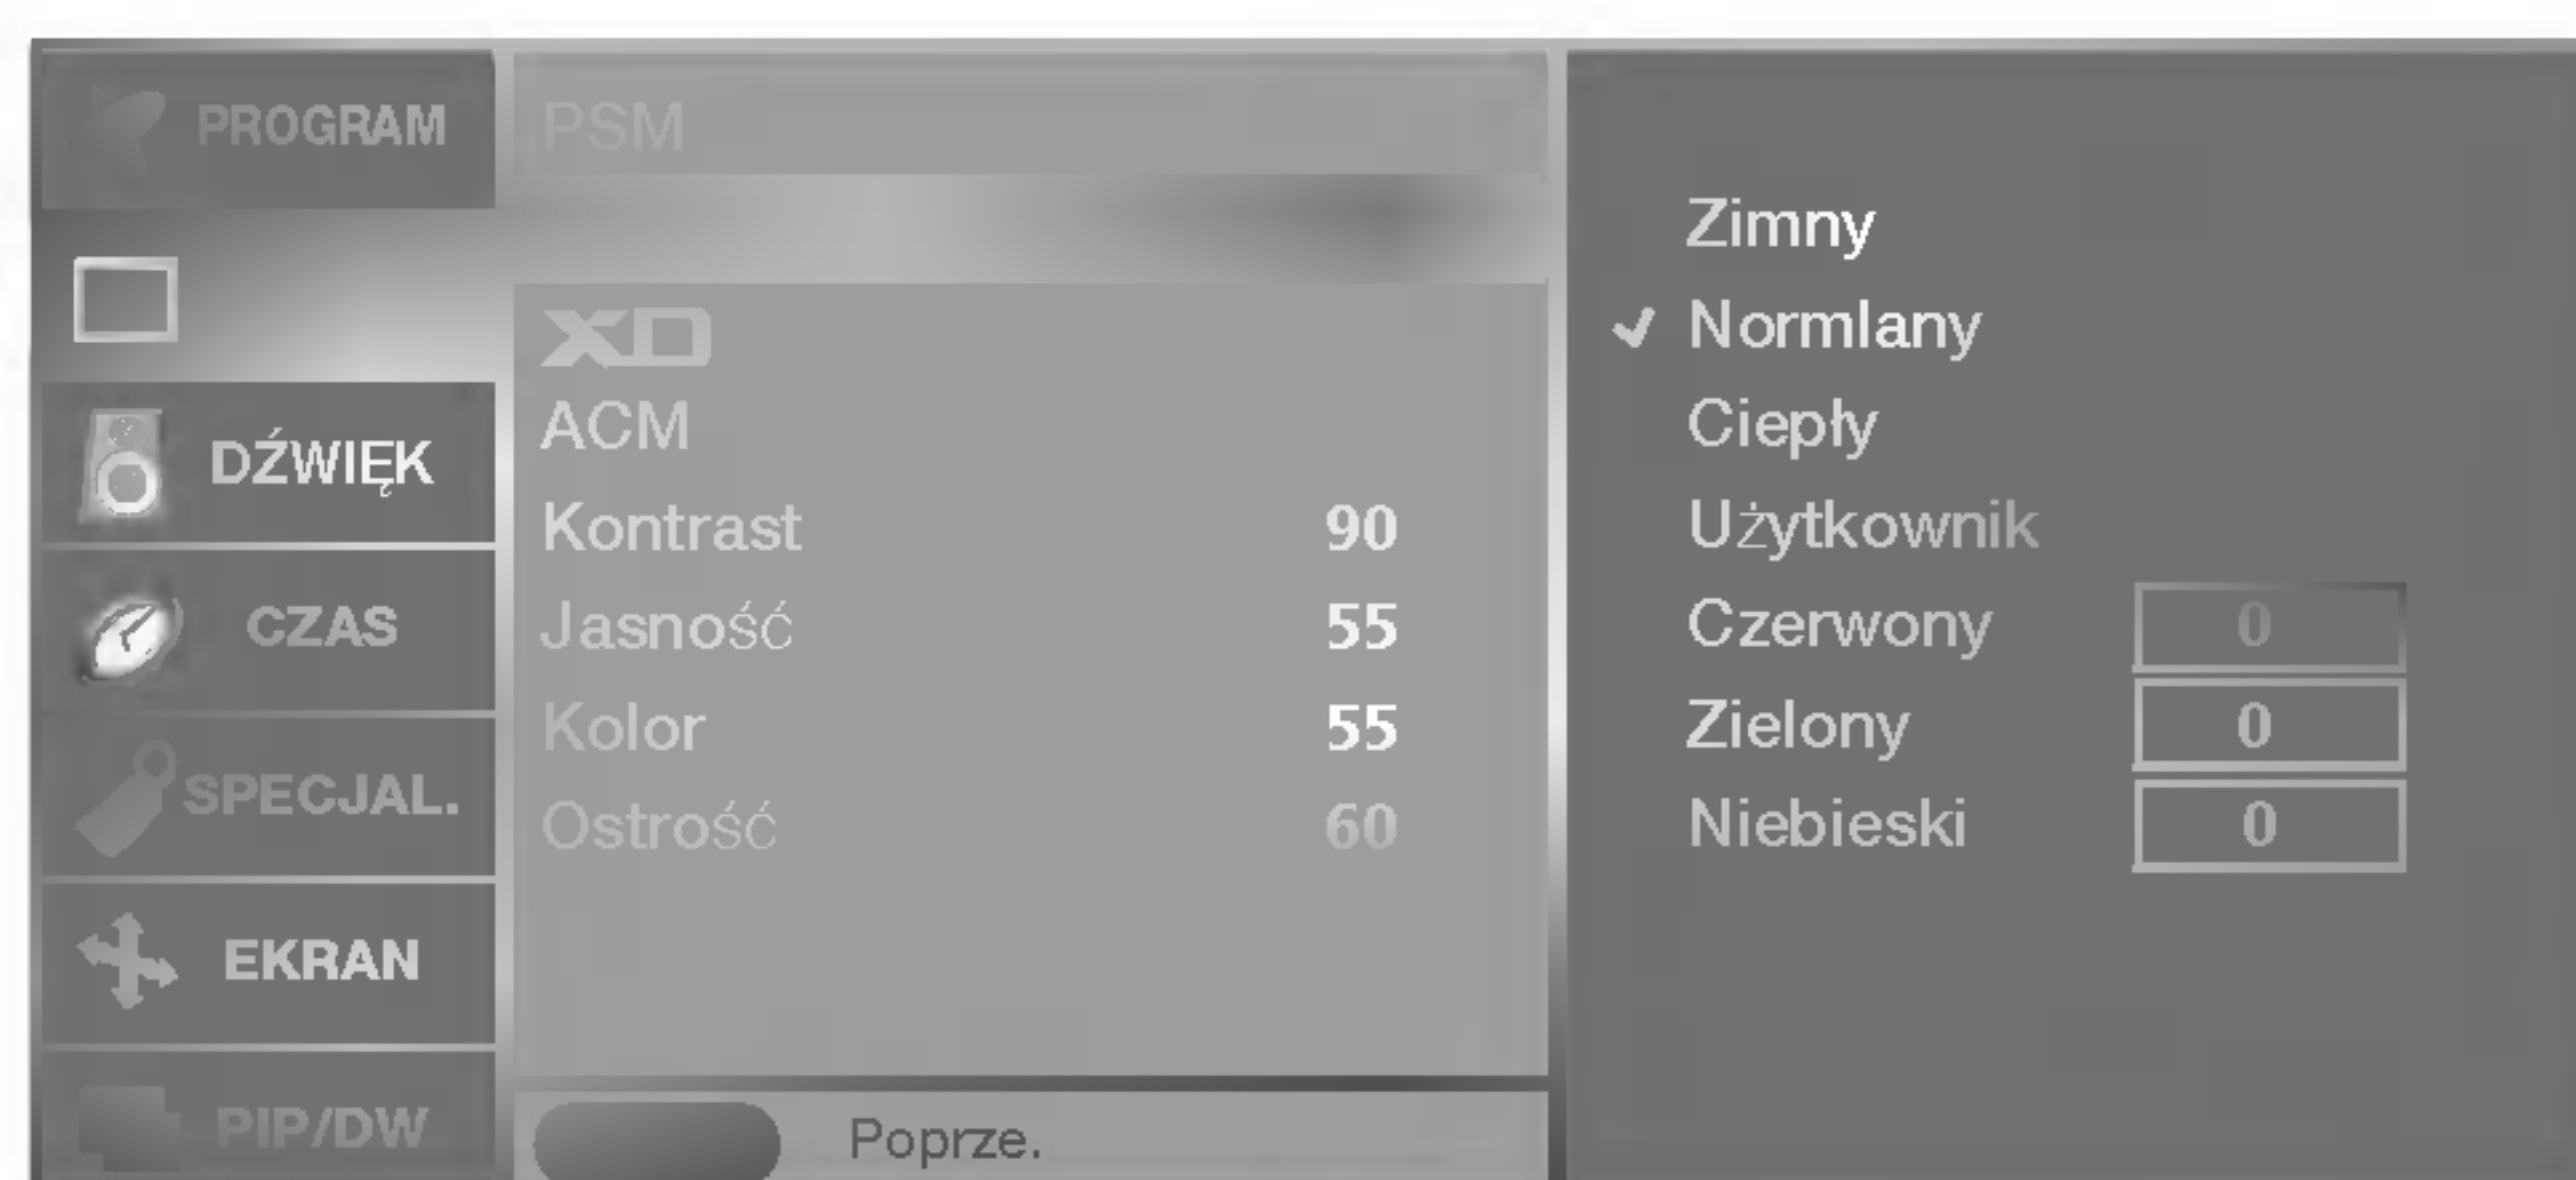 PROGRAM
DŹWIĘK
CZAS
SPECJAL.
EKRAN
PIP/DW
PSM
XD
ACM
Kontrast 90
Jasność 55
Kolor 55
Ostrość 60
Poprze.
Zimny
Normlany
Ciepły
Użytkownik
Czerwony 0
Zielony 0
Niebieski 0